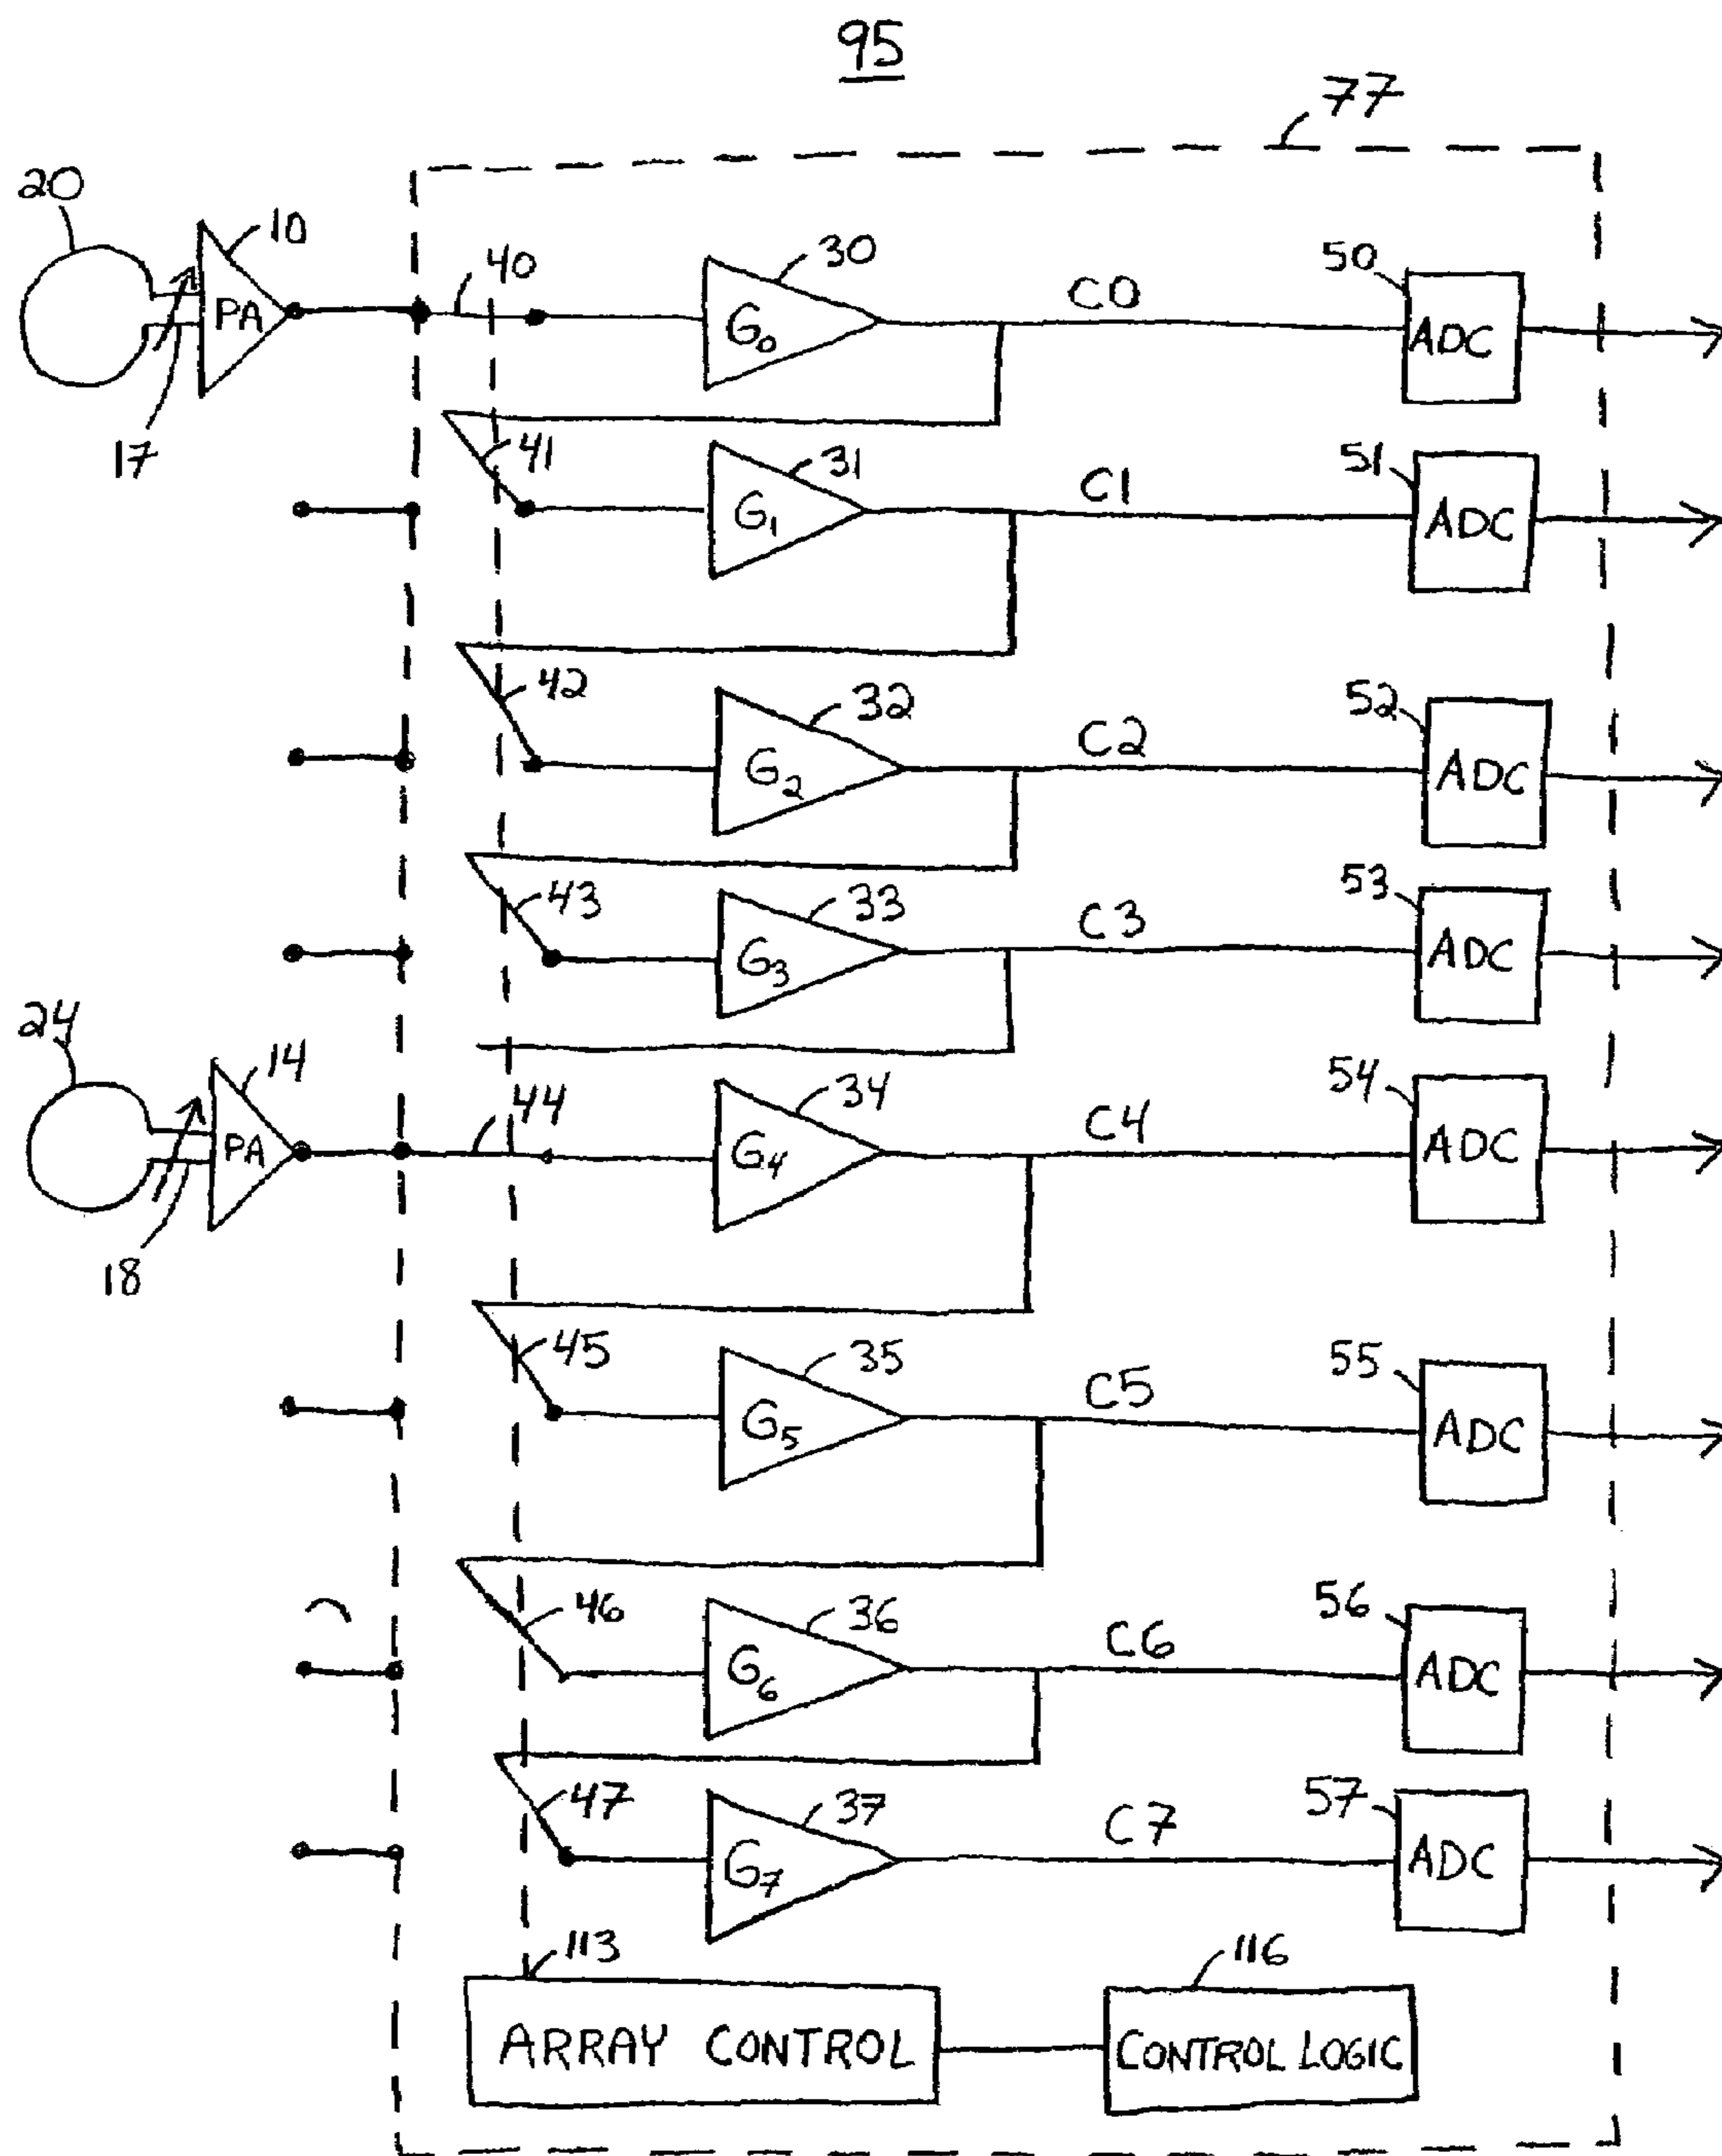 95
77
20
10
PA
17
40
30
G₀
C0
50
ADC
41
31
G₁
C1
51
ADC
42
32
G₂
C2
52
ADC
43
33
G₃
C3
53
ADC
24
14
PA
18
44
34
G₄
C4
54
ADC
45
35
G₅
C5
55
ADC
46
36
G₆
C6
56
ADC
47
37
G₇
C7
57
ADC
113
ARRAY CONTROL
116
CONTROL LOGIC